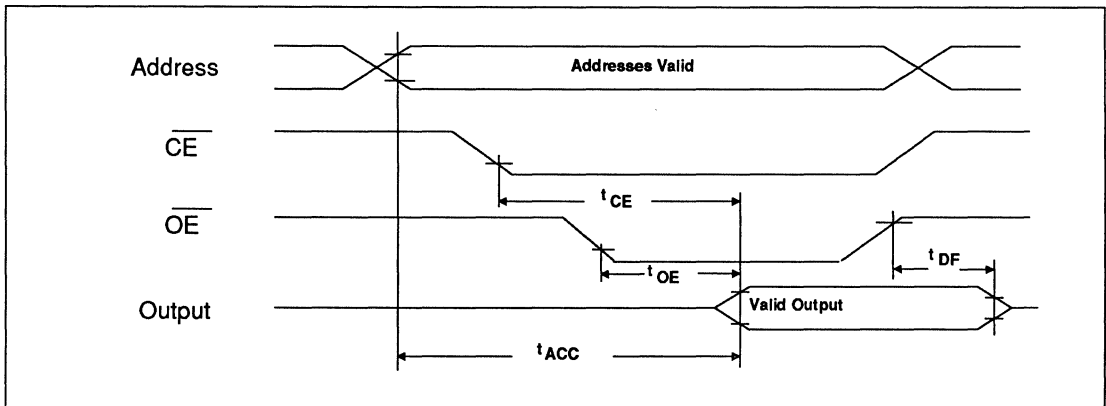 Address
Addresses Valid
CE
t CE
OE
t OE
t DF
Output
Valid Output
t ACC